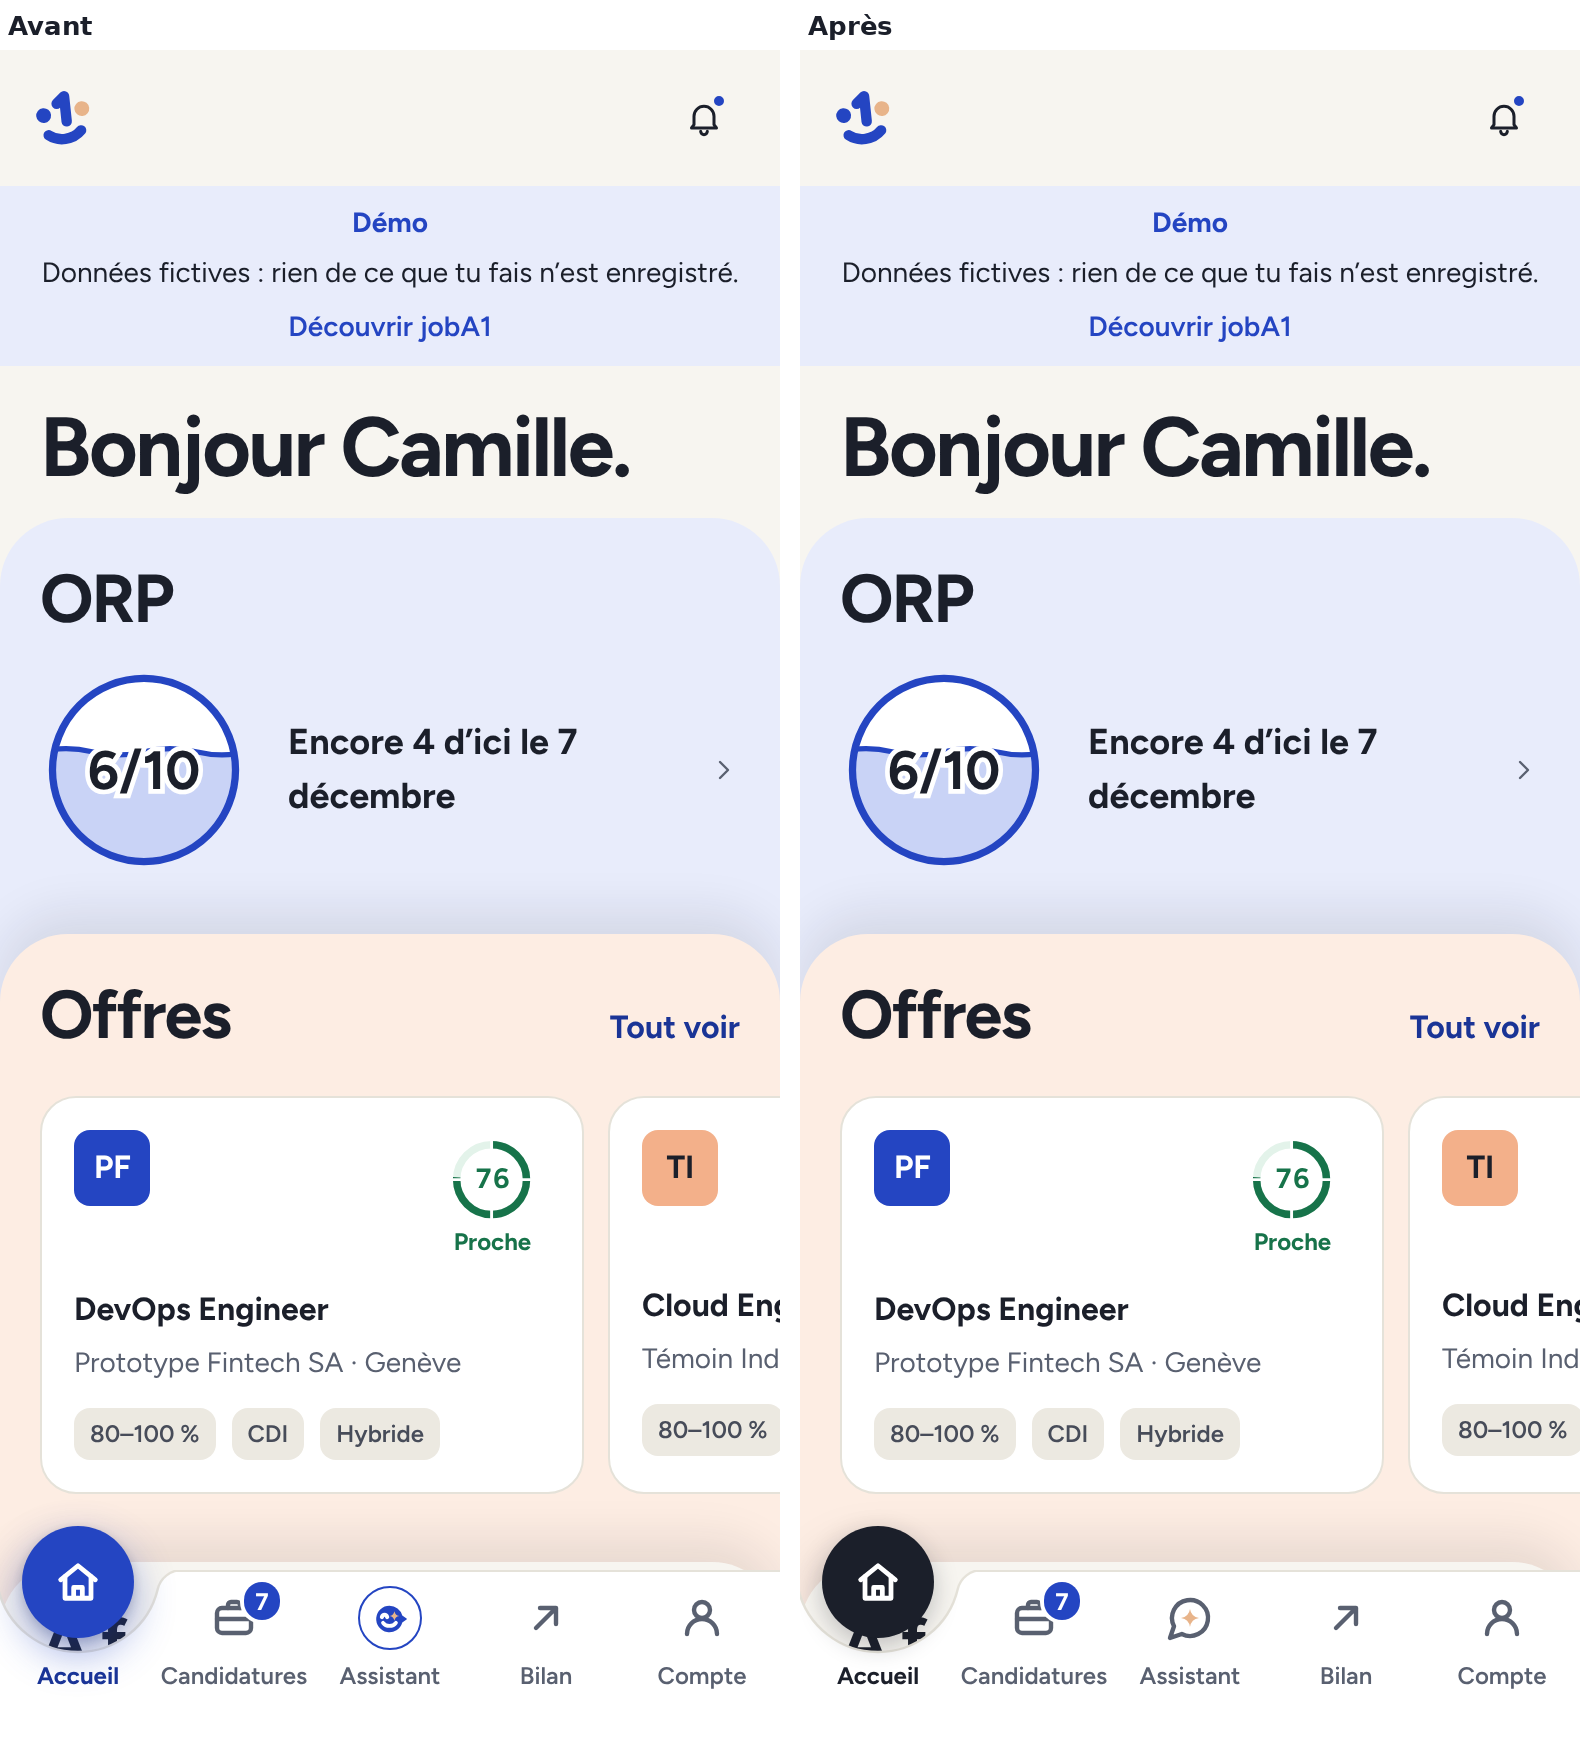 Avant
Démo
Données fictives : rien de ce que tu fais n’est enregistré.
Découvrir jobA1
Bonjour Camille.
ORP
6/10
Encore 4 d’ici le 7
décembre
Offres
Tout voir
PF
76
Proche
DevOps Engineer
Prototype Fintech SA · Genève
80–100 %
CDI
Hybride
TI
Cloud Eng
Témoin Ind
80–100 %
7
Accueil
Candidatures
Assistant
Bilan
Compte
Après
Démo
Données fictives : rien de ce que tu fais n’est enregistré.
Découvrir jobA1
Bonjour Camille.
ORP
6/10
Encore 4 d’ici le 7
décembre
Offres
Tout voir
PF
76
Proche
DevOps Engineer
Prototype Fintech SA · Genève
80–100 %
CDI
Hybride
TI
Cloud Eng
Témoin Ind
80–100 %
7
Accueil
Candidatures
Assistant
Bilan
Compte